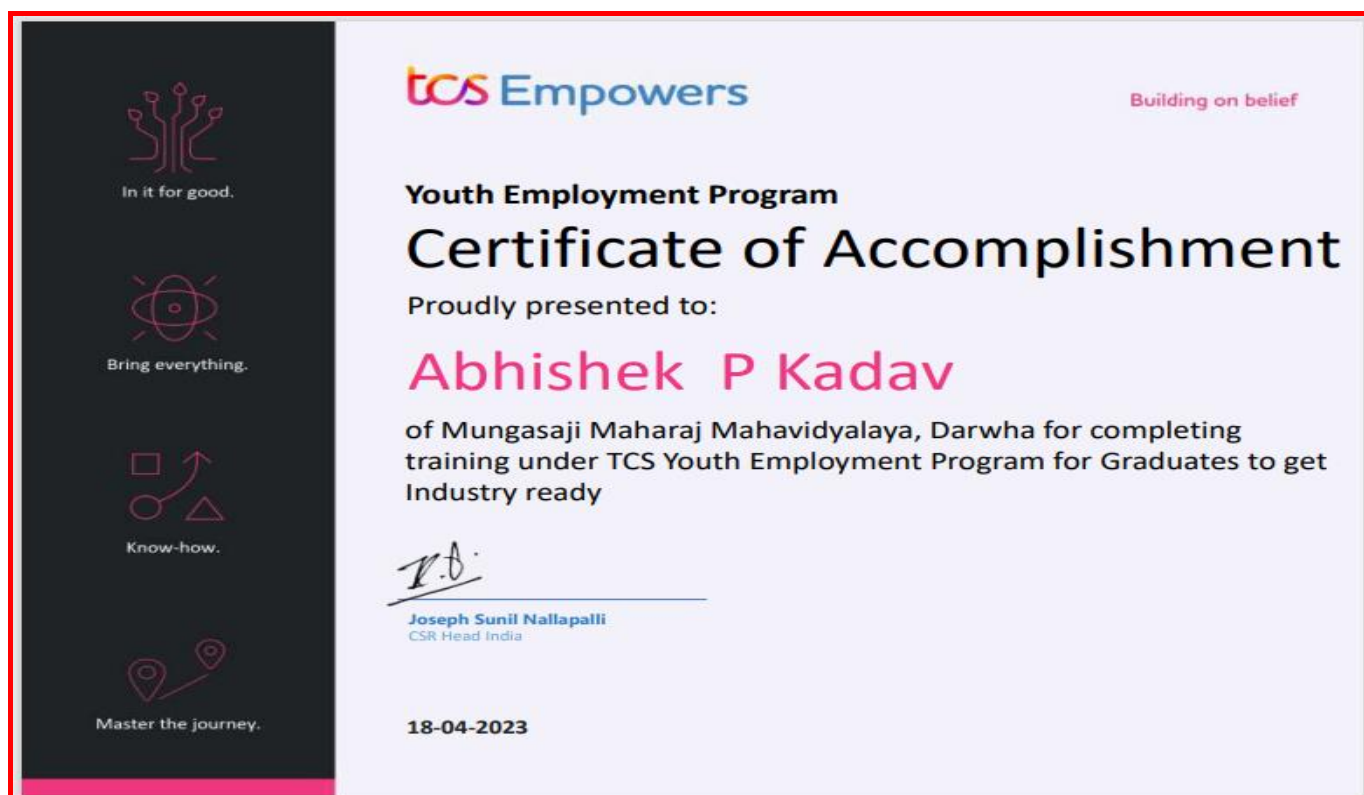 In it for good.
Bring everything.
Know-how.
Master the journey.
tcs Empowers
Building on belief
Youth Employment Program
Certificate of Accomplishment
Proudly presented to:
Abhishek P Kadav
of Mungasaji Maharaj Mahavidyalaya, Darwha for completing
training under TCS Youth Employment Program for Graduates to get
Industry ready
Joseph Sunil Nallapalli
CSR Head India
18-04-2023